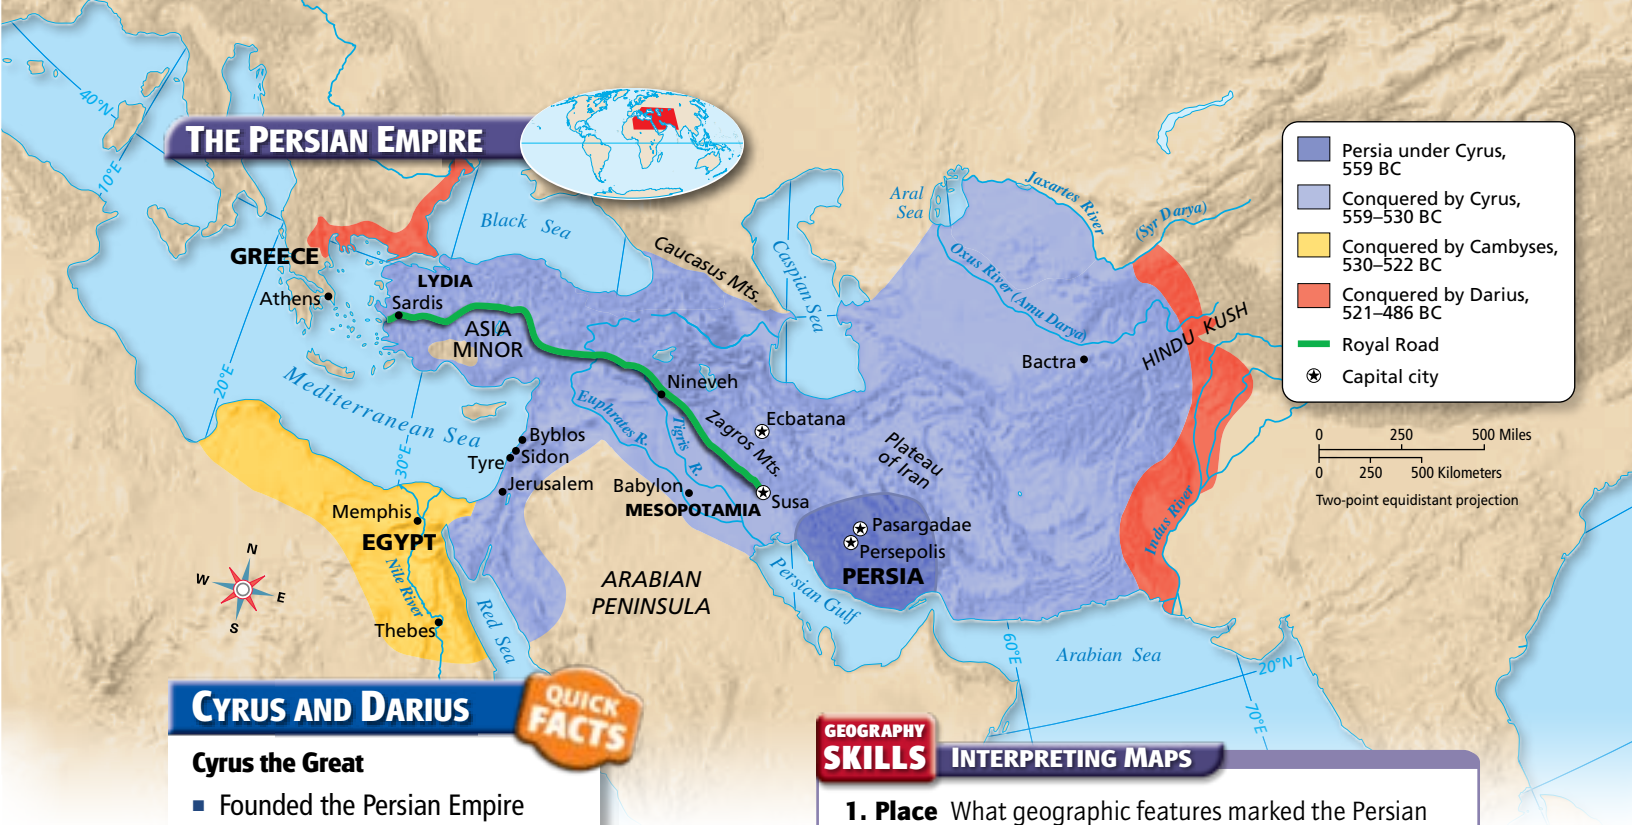 THE PERSIAN EMPIRE
40°N
10°E
20°E
30°E
GREECE
Athens
Black Sea
LYDIA
Sardis
ASIA
MINOR
Caucasus Mts.
Caspian Sea
Aral
Sea
Jaxartes River
(Syr Darya)
Oxus River (Amu Darya)
Bactra
HINDU KUSH
Mediterranean Sea
Nineveh
Euphrates R.
Tigris R.
Zagros Mts.
Ecbatana
Plateau
of Iran
Byblos
Sidon
Tyre
Jerusalem
Babylon
MESOPOTAMIA
Susa
Memphis
EGYPT
Nile River
Thebes
Red Sea
ARABIAN
PENINSULA
Pasargadae
Persepolis
PERSIA
Persian Gulf
Indus River
Arabian Sea
60°E
20°N
70°E
N
W
E
S
Persia under Cyrus,
559 BC
Conquered by Cyrus,
559–530 BC
Conquered by Cambyses,
530–522 BC
Conquered by Darius,
521–486 BC
Royal Road
Capital city
0 250 500 Miles
0 250 500 Kilometers
Two-point equidistant projection
CYRUS AND DARIUS
QUICK
FACTS
Cyrus the Great
■ Founded the Persian Empire
GEOGRAPHY
SKILLS
INTERPRETING MAPS
1. Place What geographic features marked the Persian